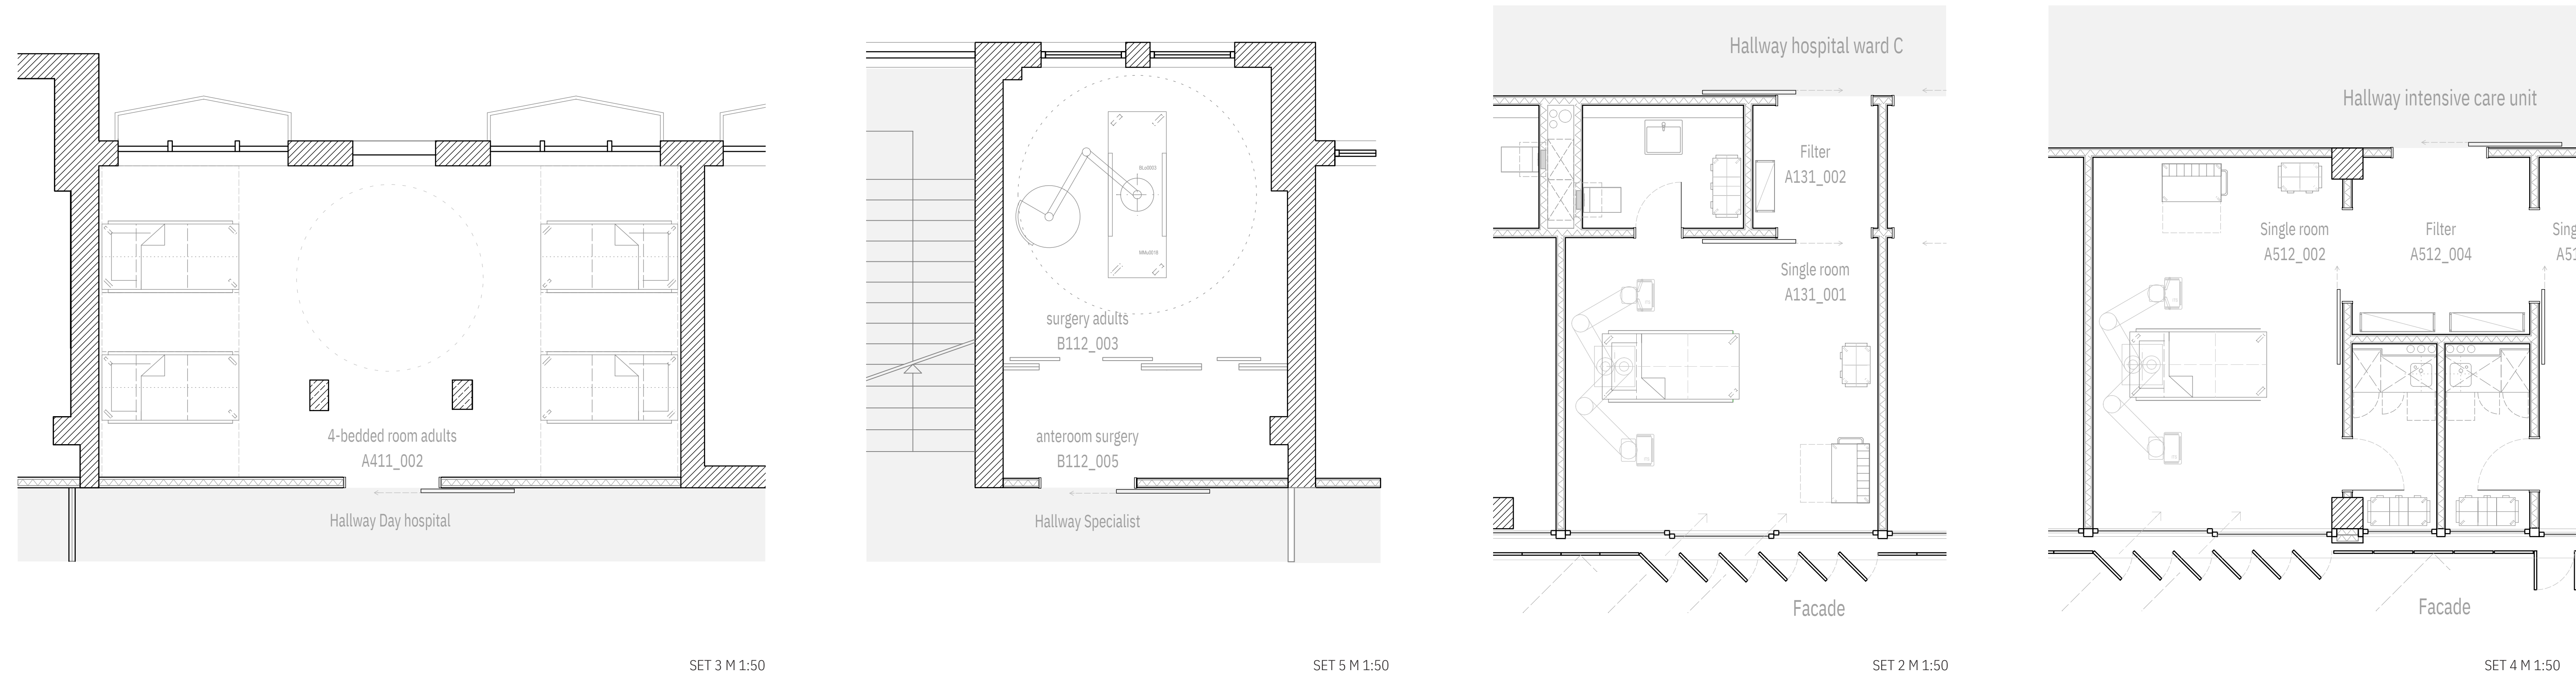 4-bedded room adults
A411_002
Hallway Day hospital
SET 3 M 1:50
surgery adults
B112_003
anteroom surgery
B112_005
Hallway Specialist
SET 5 M 1:50
Hallway hospital ward C
Filter
A131_002
Single room
A131_001
Facade
SET 2 M 1:50
Hallway intensive care unit
Single room
A512_002
Filter
A512_004
Sing
A51
Facade
SET 4 M 1:50